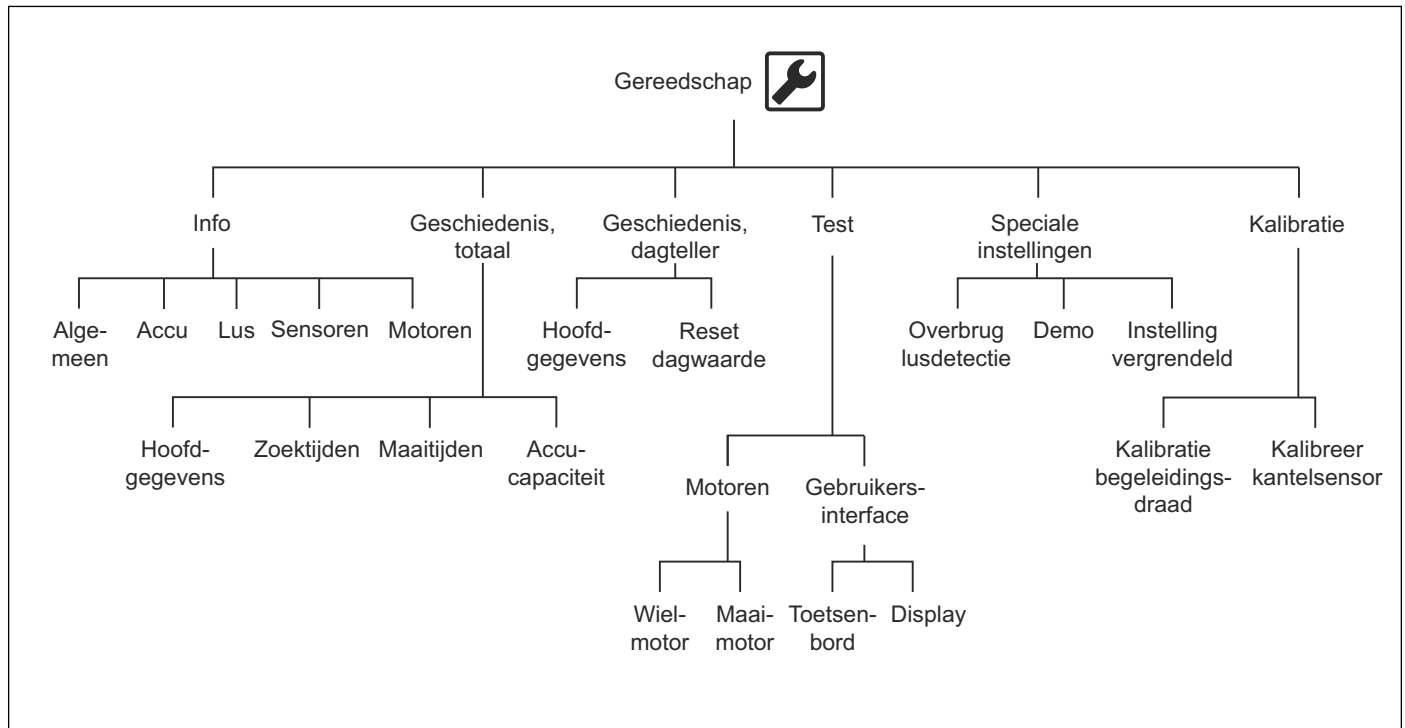 Gereedschap
Info
Geschiedenis,
totaal
Geschiedenis,
dagteller
Test
Speciale
instellingen
Kalibratie
Alge-
meen
Accu
Lus
Sensoren
Motoren
Hoofd-
gegevens
Reset
dagwaarde
Overbrug
lusdetectie
Demo
Instelling
vergrendeld
Hoofd-
gegevens
Zoektijden
Maaitijden
Accu-
capaciteit
Kalibratie
begeleidings-
draad
Kalibreer
kantelsensor
Motoren
Gebruikers-
interface
Wiel-
motor
Maai-
motor
Toetsen-
bord
Display